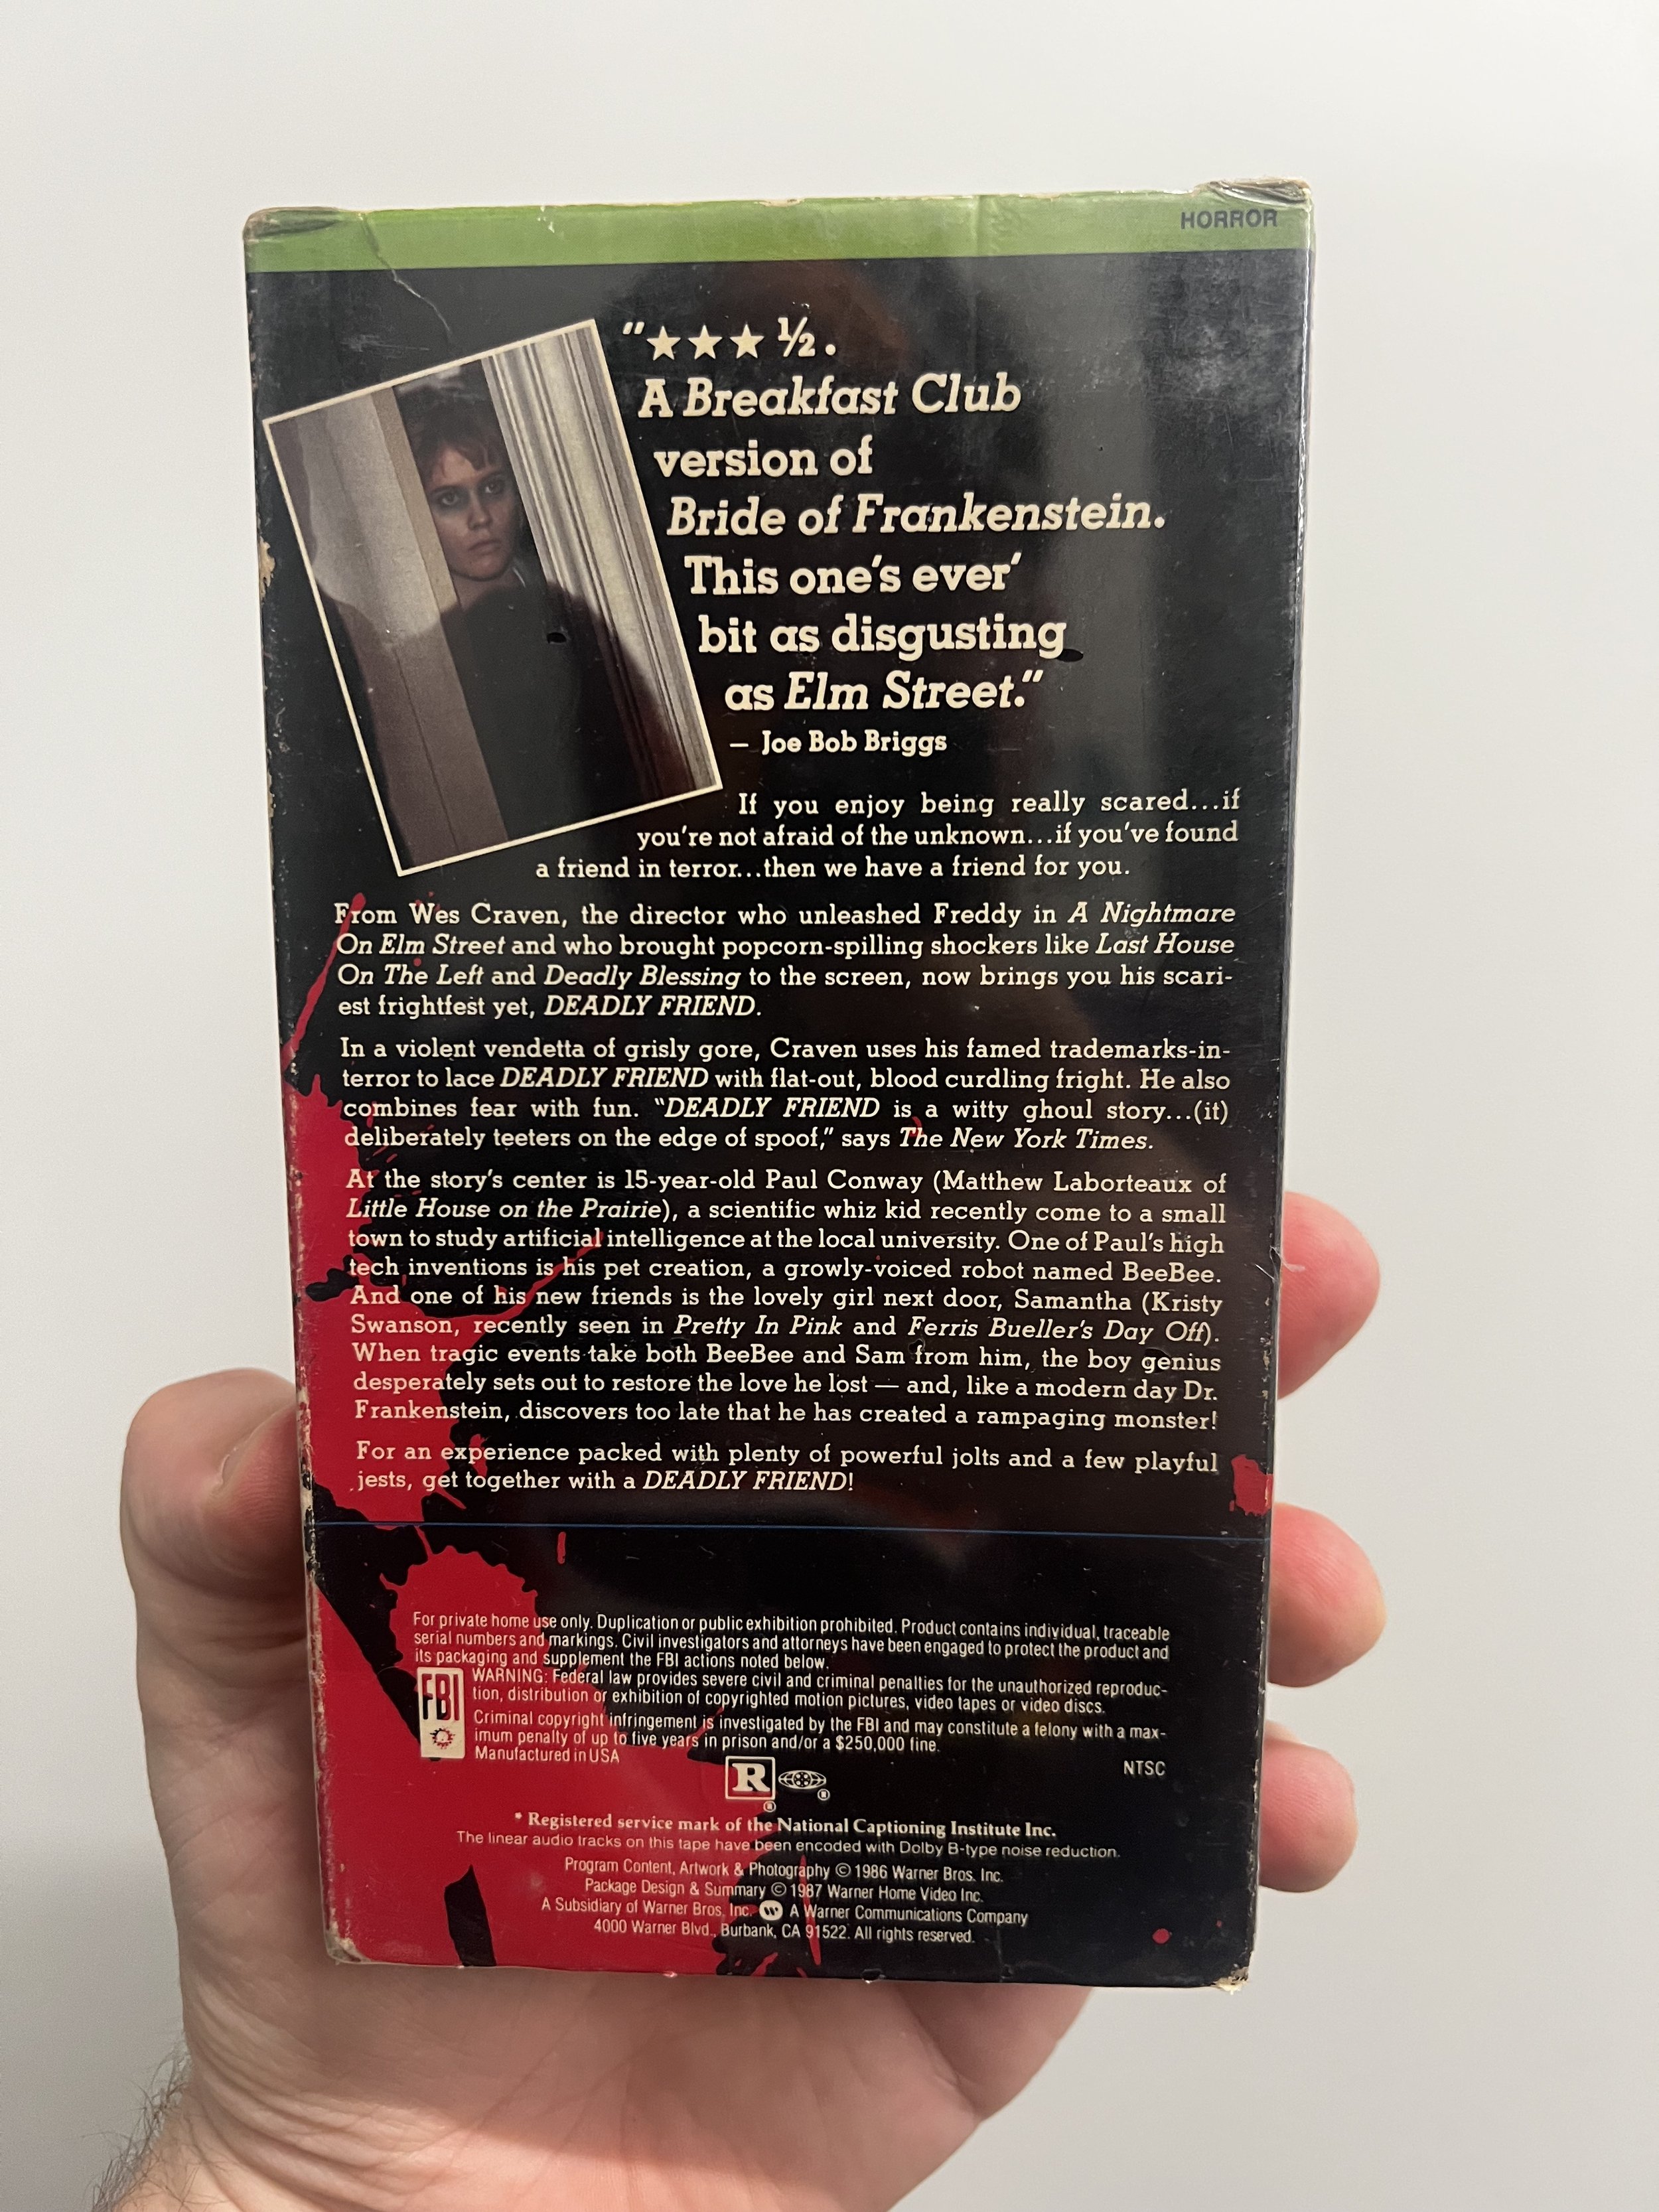 HORROR
"★★★ ½.
A Breakfast Club
version of
Bride of Frankenstein.
This one's ever'
bit as disgusting
as Elm Street."
— Joe Bob Briggs
If you enjoy being really scared...if
you're not afraid of the unknown...if you've found
a friend in terror...then we have a friend for you.
From Wes Craven, the director who unleashed Freddy in A Nightmare
On Elm Street and who brought popcorn-spilling shockers like Last House
On The Left and Deadly Blessing to the screen, now brings you his scari-
est frightfest yet, DEADLY FRIEND.
In a violent vendetta of grisly gore, Craven uses his famed trademarks-in-
terror to lace DEADLY FRIEND with flat-out, blood curdling fright. He also
combines fear with fun. "DEADLY FRIEND is a witty ghoul story...(it)
deliberately teeters on the edge of spoof," says The New York Times.
At the story's center is 15-year-old Paul Conway (Matthew Laborteaux of
Little House on the Prairie), a scientific whiz kid recently come to a small
town to study artificial intelligence at the local university. One of Paul's high
tech inventions is his pet creation, a growly-voiced robot named BeeBee.
And one of his new friends is the lovely girl next door, Samantha (Kristy
Swanson, recently seen in Pretty In Pink and Ferris Bueller's Day Off).
When tragic events take both BeeBee and Sam from him, the boy genius
desperately sets out to restore the love he lost — and, like a modern day Dr.
Frankenstein, discovers too late that he has created a rampaging monster!
For an experience packed with plenty of powerful jolts and a few playful
jests, get together with a DEADLY FRIEND!
For private home use only. Duplication or public exhibition prohibited. Product contains individual, traceable
serial numbers and markings. Civil investigators and attorneys have been engaged to protect the product and
its packaging and supplement the FBI actions noted below.
FBI
WARNING: Federal law provides severe civil and criminal penalties for the unauthorized reproduc-
tion, distribution or exhibition of copyrighted motion pictures, video tapes or video discs.
Criminal copyright infringement is investigated by the FBI and may constitute a felony with a max-
imum penalty of up to five years in prison and/or a $250,000 fine.
Manufactured in USA
NTSC
R ® ®
* Registered service mark of the National Captioning Institute Inc.
The linear audio tracks on this tape have been encoded with Dolby B-type noise reduction.
Program Content, Artwork & Photography © 1986 Warner Bros. Inc.
Package Design & Summary © 1987 Warner Home Video Inc.
A Subsidiary of Warner Bros. Inc. A Warner Communications Company
4000 Warner Blvd., Burbank, CA 91522. All rights reserved.